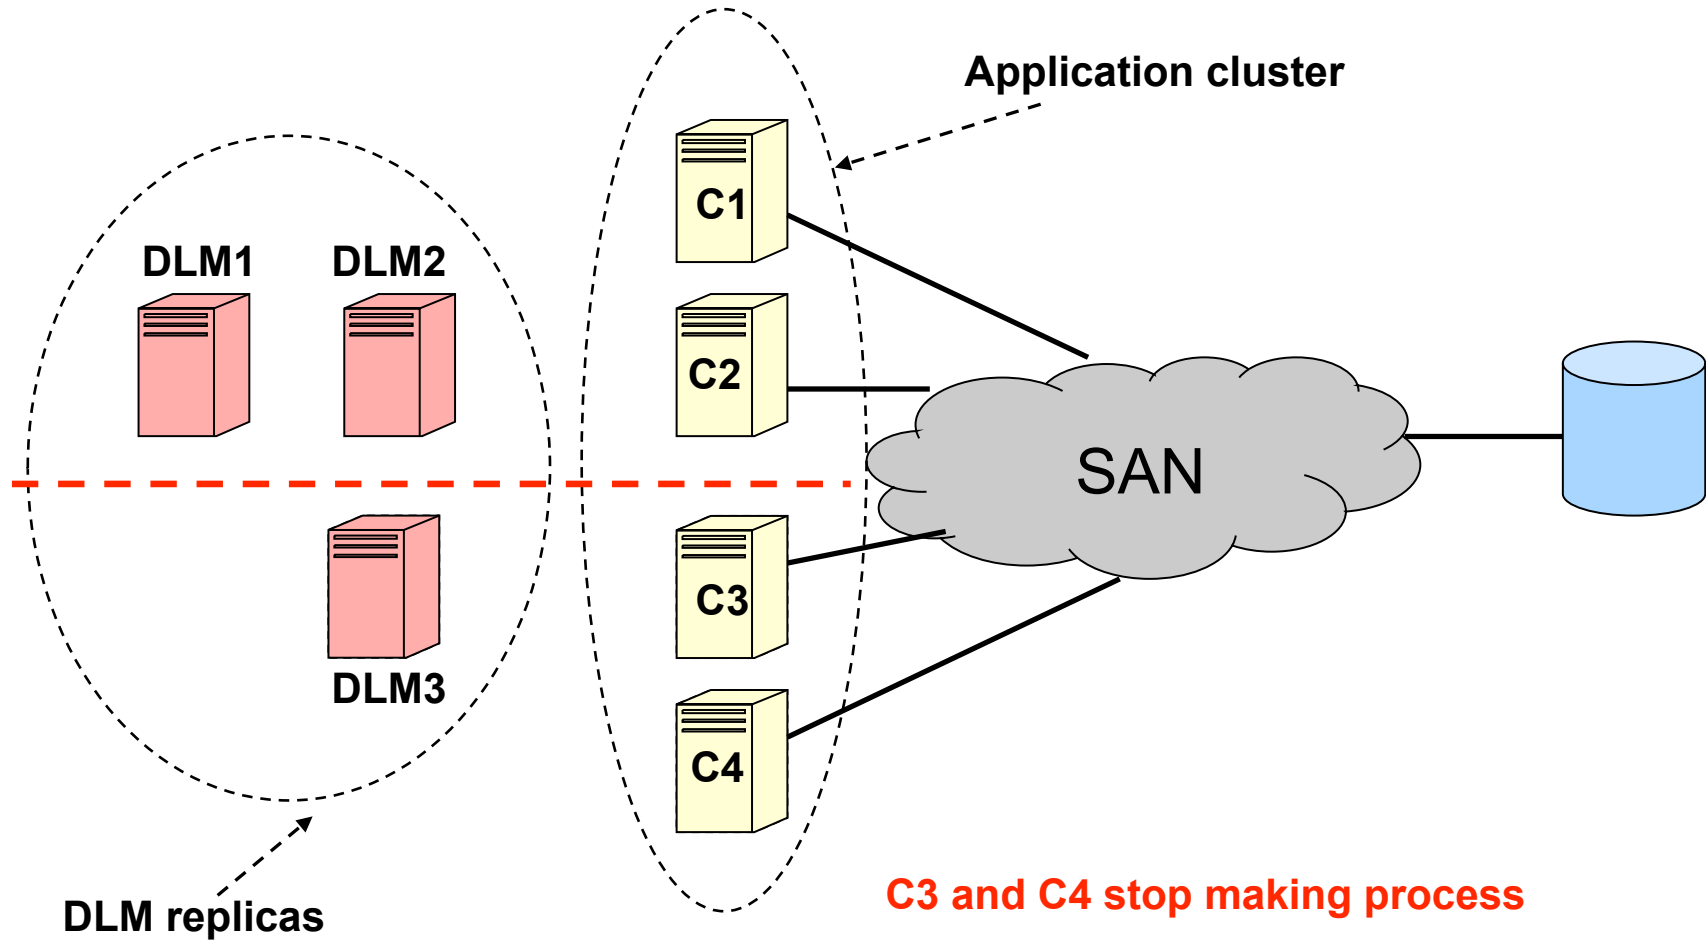 Application cluster
C1
DLM1 DLM2
C2
SAN
C3
DLM3
C4
C3 and C4 stop making process
DLM replicas